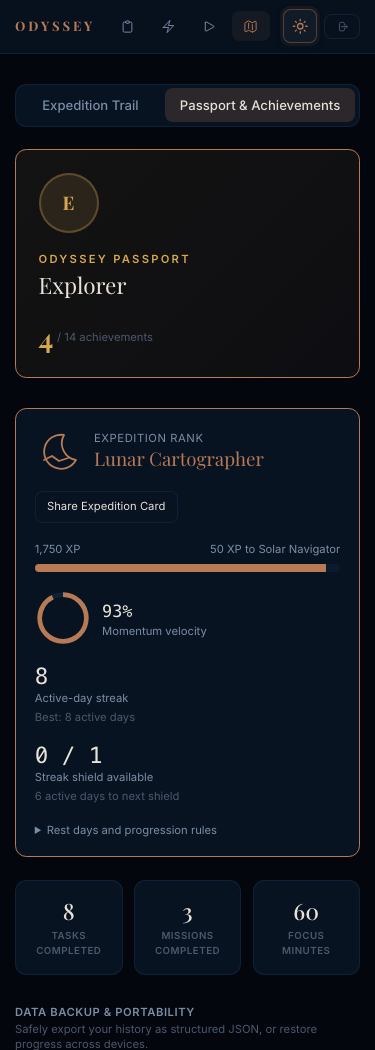 ODYSSEY
Expedition Trail
Passport & Achievements
E
ODYSSEY PASSPORT
Explorer
4 / 14 achievements
EXPEDITION RANK
Lunar Cartographer
Share Expedition Card
1,750 XP
50 XP to Solar Navigator
93%
Momentum velocity
8
Active-day streak
Best: 8 active days
0 / 1
Streak shield available
6 active days to next shield
Rest days and progression rules
8
TASKS
COMPLETED
3
MISSIONS
COMPLETED
60
FOCUS
MINUTES
DATA BACKUP & PORTABILITY
Safely export your history as structured JSON, or restore
progress across devices.